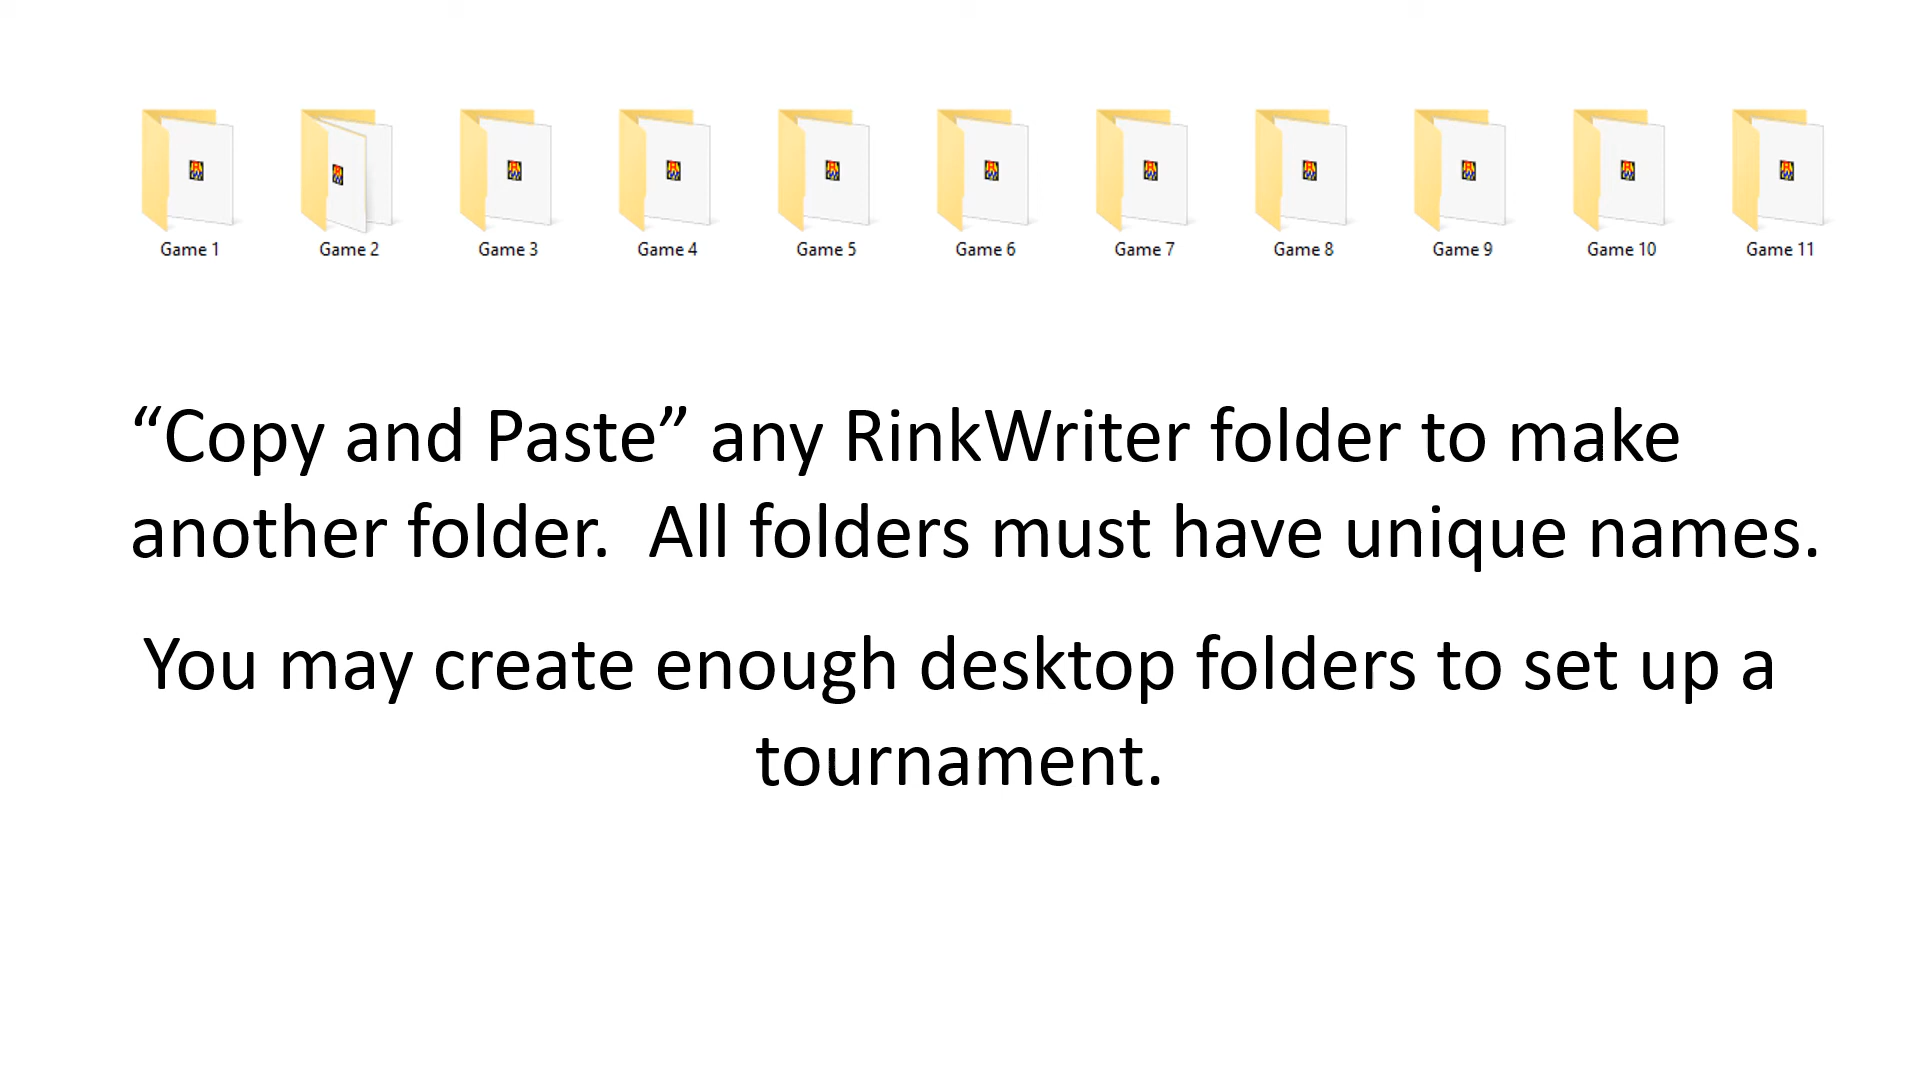 Game 1 Game 2 Game 3 Game 4 Game 5 Game 6 Game 7 Game 8 Game 9 Game 10 Game 11
“Copy and Paste” any RinkWriter folder to make
another folder.  All folders must have unique names.
You may create enough desktop folders to set up a
tournament.